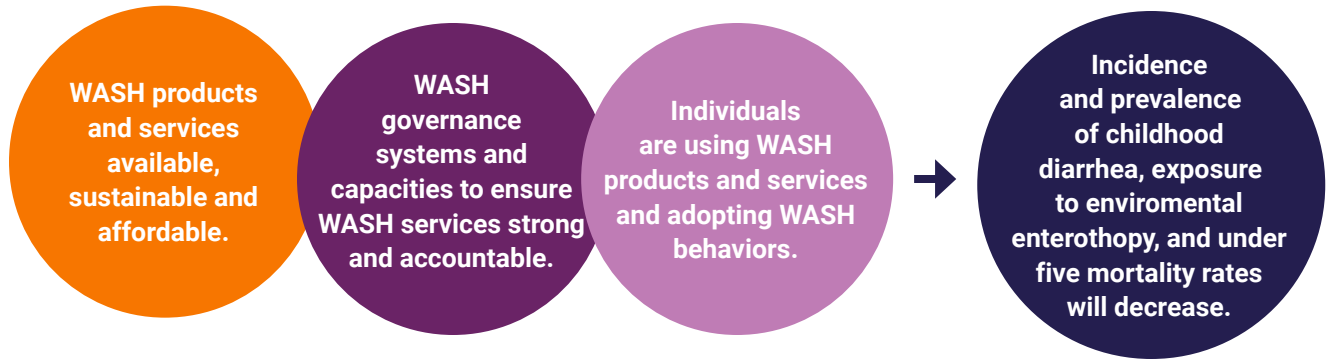 WASH products
and services
available,
sustainable and
affordable.
WASH
governance
systems and
capacities to ensure
WASH services strong
and accountable.
Individuals
are using WASH
products and services
and adopting WASH
behaviors.
Incidence
and prevalence
of childhood
diarrhea, exposure
to enviromental
enterothopy, and under
five mortality rates
will decrease.